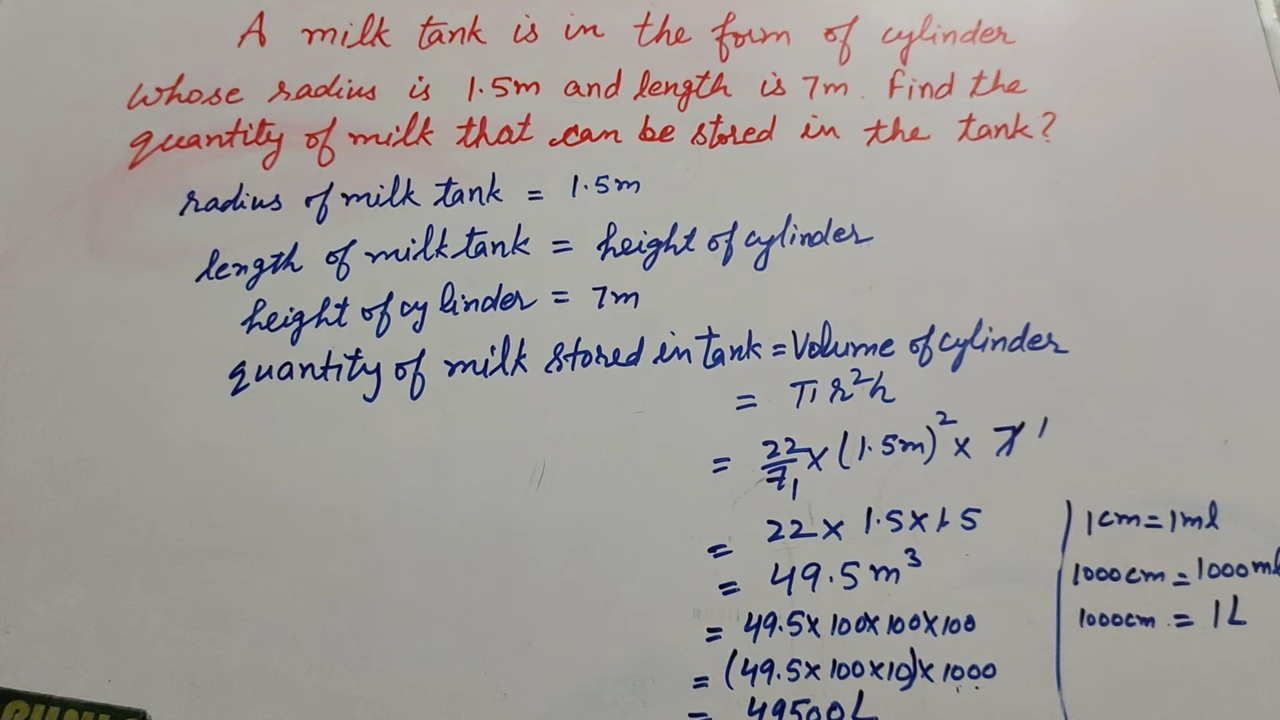 A milk tank is in the form of cylinder
whose radius is 1.5m and length is 7m. Find the
quantity of milk that can be stored in the tank?
radius of milk tank = 1.5m
length of milk tank = height of cylinder
height of cylinder = 7m
quantity of milk stored in tank = Volume of cylinder
= πr²h
= 22/7 1 × (1.5m)² × 7 1
= 22 × 1.5 × 1.5
= 49.5 m³
= 49.5 × 100 × 100 × 100
= (49.5 × 100 × 10) × 1000
= 49500L
1cm = 1ml
1000cm = 1000ml
1000cm = 1L